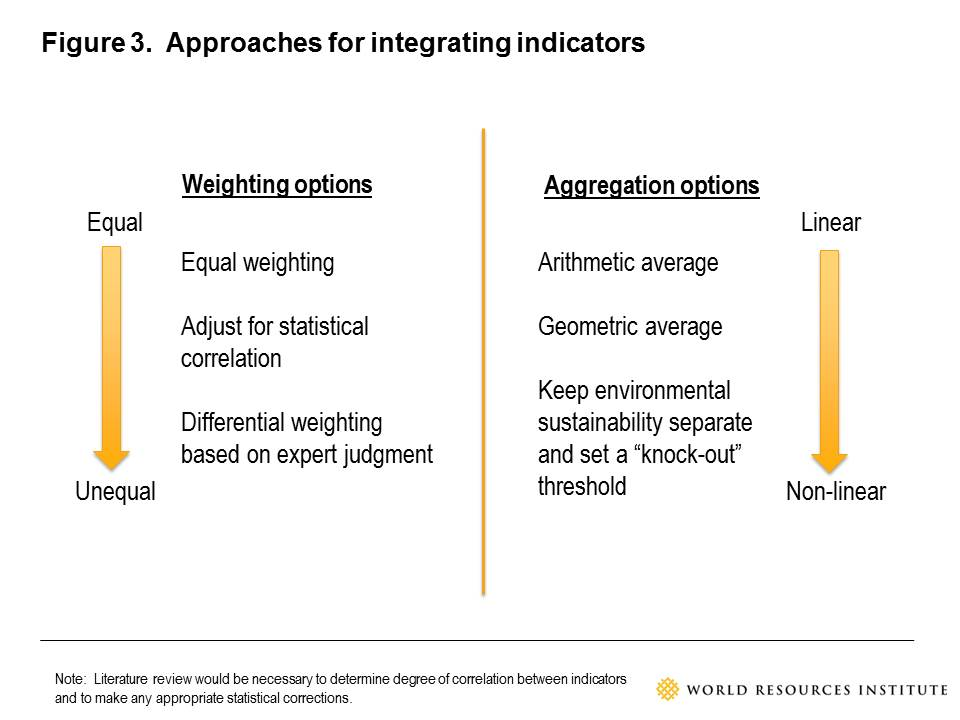 Figure 3.  Approaches for integrating indicators
Weighting options
Equal
Equal weighting
Adjust for statistical
correlation
Differential weighting
based on expert judgment
Unequal
Aggregation options
Linear
Arithmetic average
Geometric average
Keep environmental
sustainability separate
and set a “knock-out”
threshold
Non-linear
Note:  Literature review would be necessary to determine degree of correlation between indicators
and to make any appropriate statistical corrections.
WORLD RESOURCES INSTITUTE